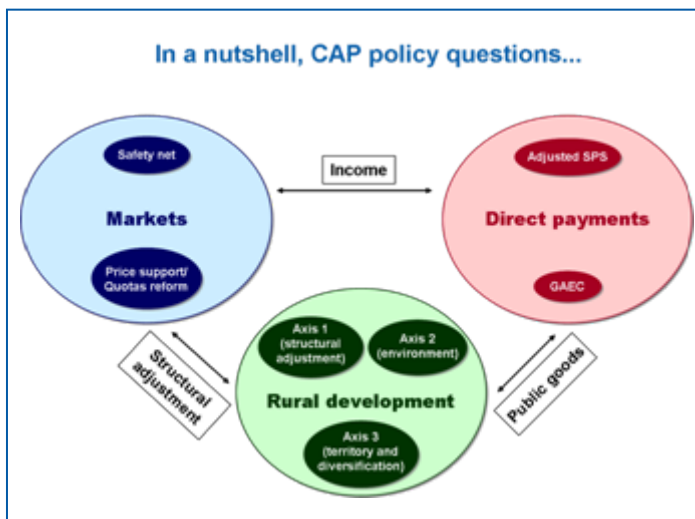 In a nutshell, CAP policy questions...
Safety net
Markets
Price support/
Quotas reform
Income
Adjusted SPS
Direct payments
GAEC
Structural
adjustment
Axis 1
(structural
adjustment)
Axis 2
(environment)
Rural development
Axis 3
(territory and
diversification)
Public goods